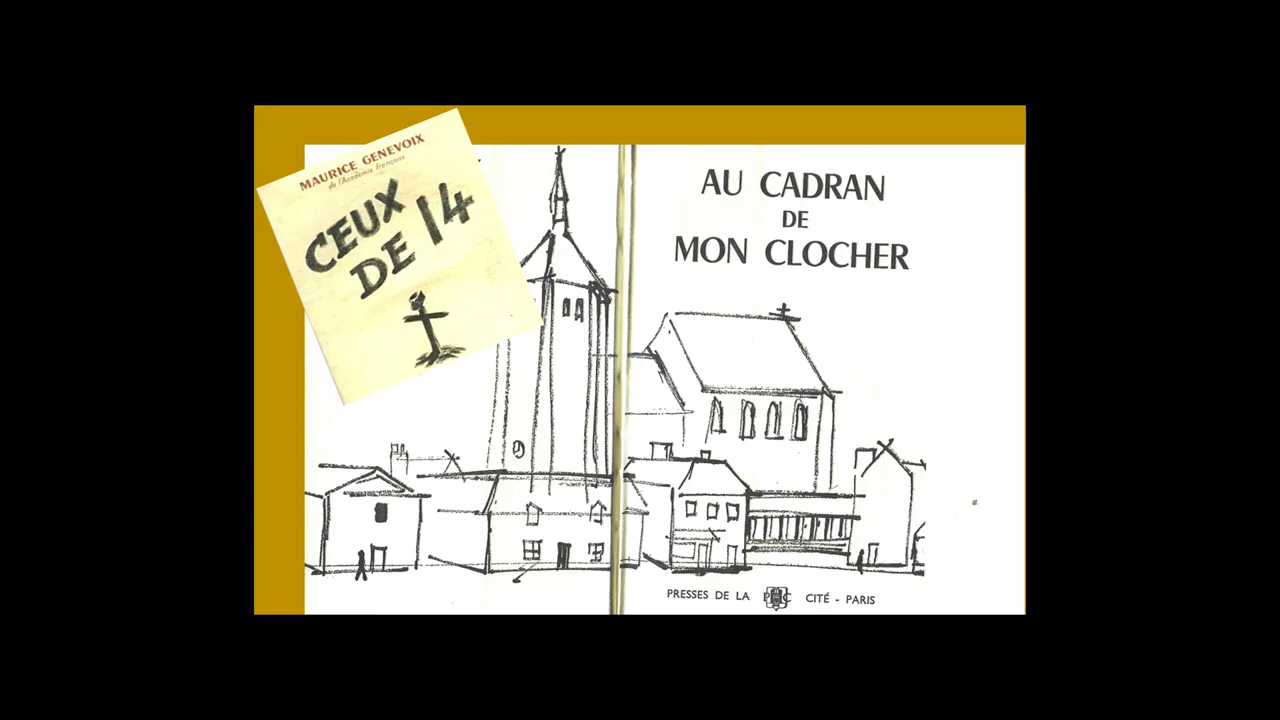 MAURICE GENEVOIX
de l'Académie française
CEUX
DE 14
AU CADRAN
DE
MON CLOCHER
PRESSES DE LA CITÉ - PARIS